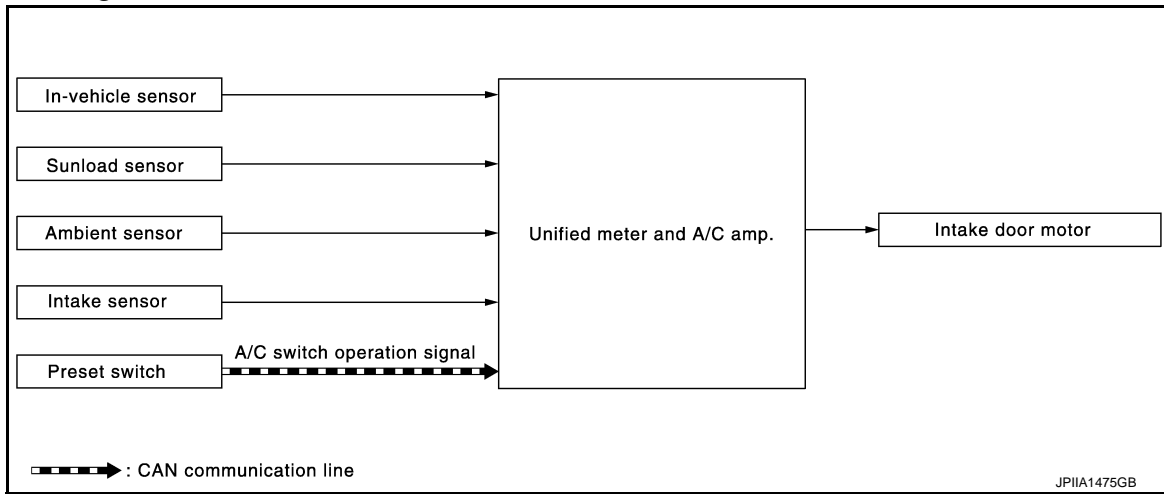 In-vehicle sensor
Sunload sensor
Ambient sensor
Intake sensor
Preset switch
A/C switch operation signal
Unified meter and A/C amp.
Intake door motor
: CAN communication line
JPIIA1475GB